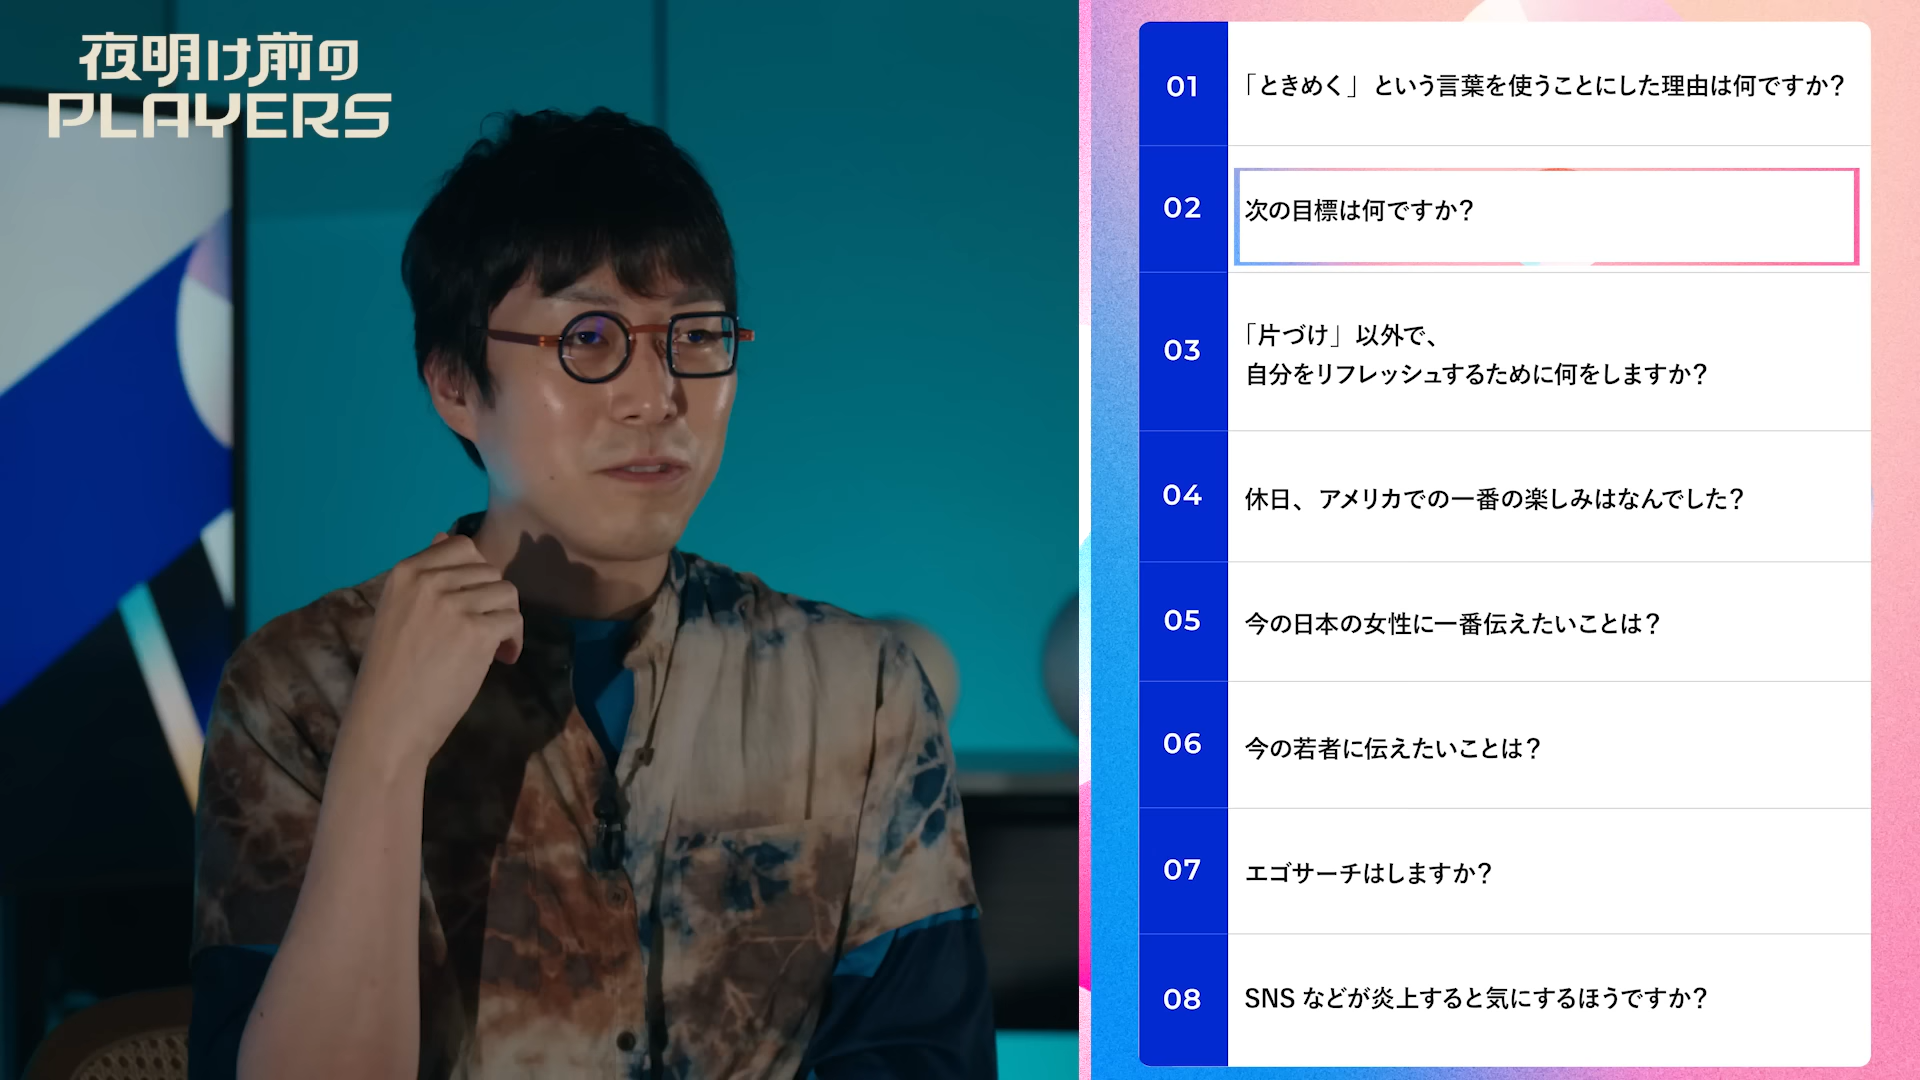 夜明け前の
PLAYERS
01
「ときめく」という言葉を使うことにした理由は何ですか？
02
次の目標は何ですか？
03
「片づけ」以外で、
自分をリフレッシュするために何をしますか？
04
休日、アメリカでの一番の楽しみはなんでした？
05
今の日本の女性に一番伝えたいことは？
06
今の若者に伝えたいことは？
07
エゴサーチはしますか？
08
SNS などが炎上すると気にするほうですか？